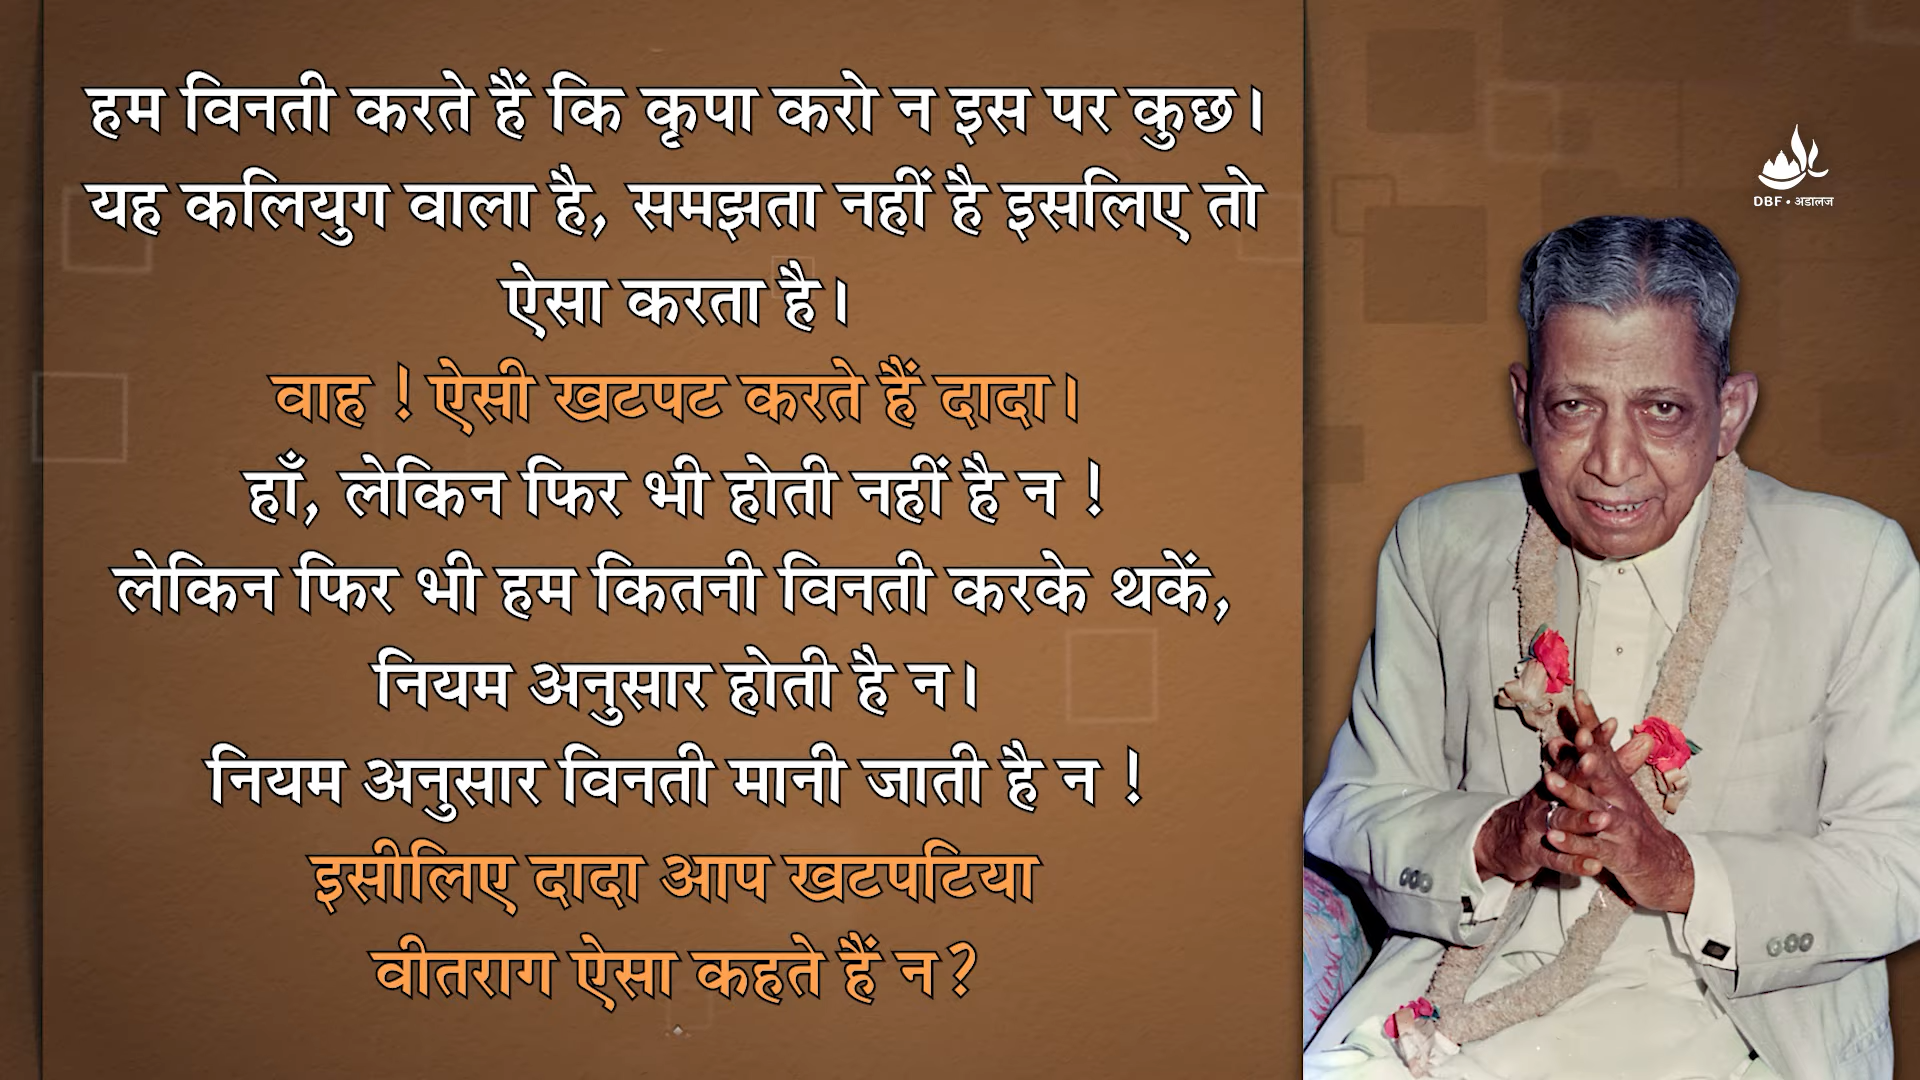 हम विनती करते हैं कि कृपा करो न इस पर कुछ।
यह कलियुग वाला है, समझता नहीं है इसलिए तो
ऐसा करता है।
वाह ! ऐसी खटपट करते हैं दादा।
हाँ, लेकिन फिर भी होती नहीं है न !
लेकिन फिर भी हम कितनी विनती करके थकें,
नियम अनुसार होती है न।
नियम अनुसार विनती मानी जाती है न !
इसीलिए दादा आप खटपटिया
वीतराग ऐसा कहते हैं न?
DBF • अडालज